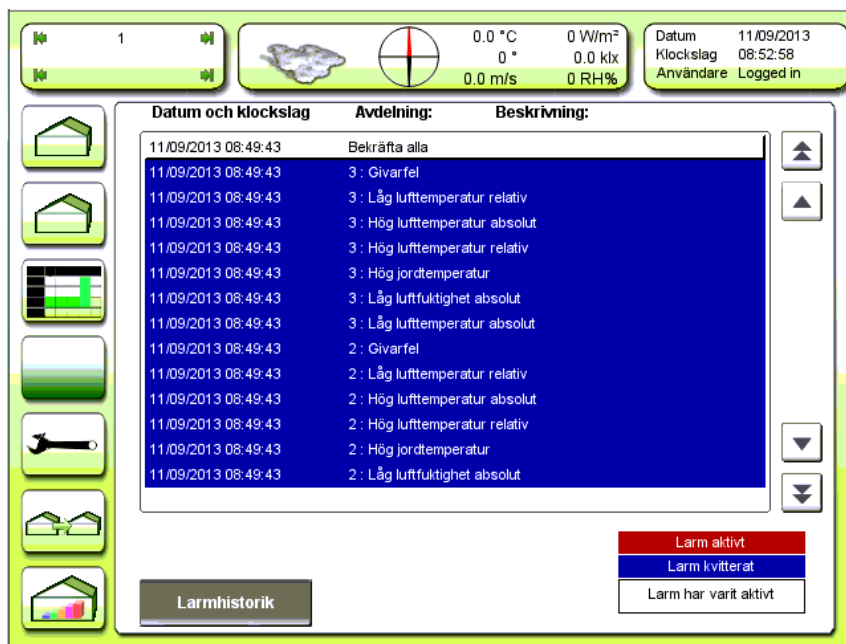 1
0.0 °C 0 W/m²
0 ° 0.0 klx
0.0 m/s 0 RH%
Datum 11/09/2013
Klockslag 08:52:58
Användare Logged in
Datum och klockslag Avdelning: Beskrivning:
11/09/2013 08:49:43 Bekräfta alla
11/09/2013 08:49:43 3 : Givarfel
11/09/2013 08:49:43 3 : Låg lufttemperatur relativ
11/09/2013 08:49:43 3 : Hög lufttemperatur absolut
11/09/2013 08:49:43 3 : Hög lufttemperatur relativ
11/09/2013 08:49:43 3 : Hög jordtemperatur
11/09/2013 08:49:43 3 : Låg luftfuktighet absolut
11/09/2013 08:49:43 3 : Låg lufttemperatur absolut
11/09/2013 08:49:43 2 : Givarfel
11/09/2013 08:49:43 2 : Låg lufttemperatur relativ
11/09/2013 08:49:43 2 : Hög lufttemperatur absolut
11/09/2013 08:49:43 2 : Hög lufttemperatur relativ
11/09/2013 08:49:43 2 : Hög jordtemperatur
11/09/2013 08:49:43 2 : Låg luftfuktighet absolut
Larm aktivt
Larm kvitterat
Larm har varit aktivt
Larmhistorik